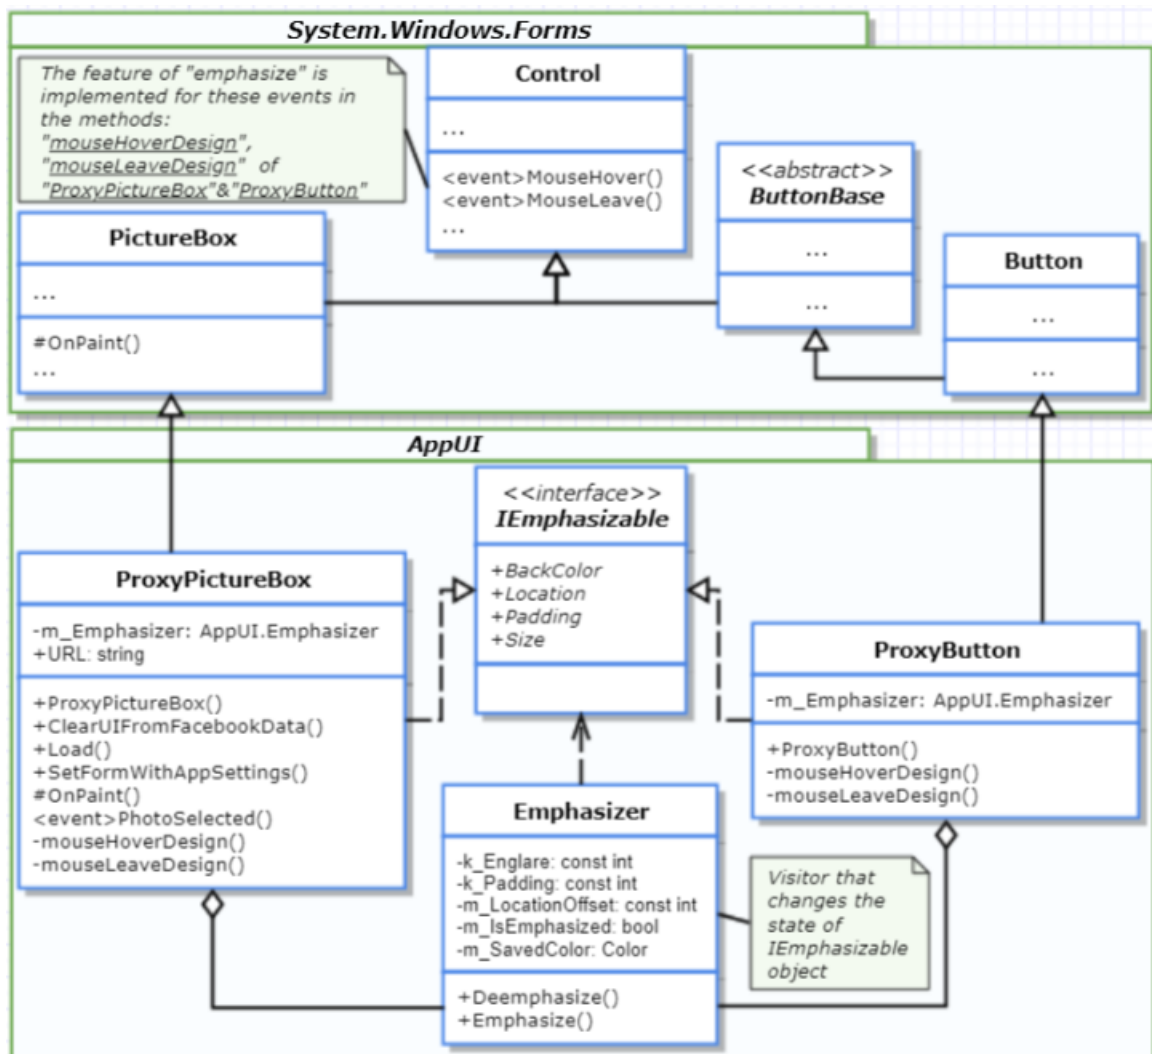 System.Windows.Forms
The feature of "emphasize" is
implemented for these events in
the methods:
"mouseHoverDesign",
"mouseLeaveDesign" of
"ProxyPictureBox"&"ProxyButton"
Control
...
<event>MouseHover()
<event>MouseLeave()
...
<<abstract>>
ButtonBase
...
...
PictureBox
...
#OnPaint()
...
Button
...
...
AppUI
<<interface>>
IEmphasizable
+BackColor
+Location
+Padding
+Size
ProxyPictureBox
-m_Emphasizer: AppUI.Emphasizer
+URL: string
+ProxyPictureBox()
+ClearUIFromFacebookData()
+Load()
+SetFormWithAppSettings()
#OnPaint()
<event>PhotoSelected()
-mouseHoverDesign()
-mouseLeaveDesign()
ProxyButton
-m_Emphasizer: AppUI.Emphasizer
+ProxyButton()
-mouseHoverDesign()
-mouseLeaveDesign()
Emphasizer
-k_Englare: const int
-k_Padding: const int
-m_LocationOffset: const int
-m_IsEmphasized: bool
-m_SavedColor: Color
+Deemphasize()
+Emphasize()
Visitor that
changes the
state of
IEmphasizable
object